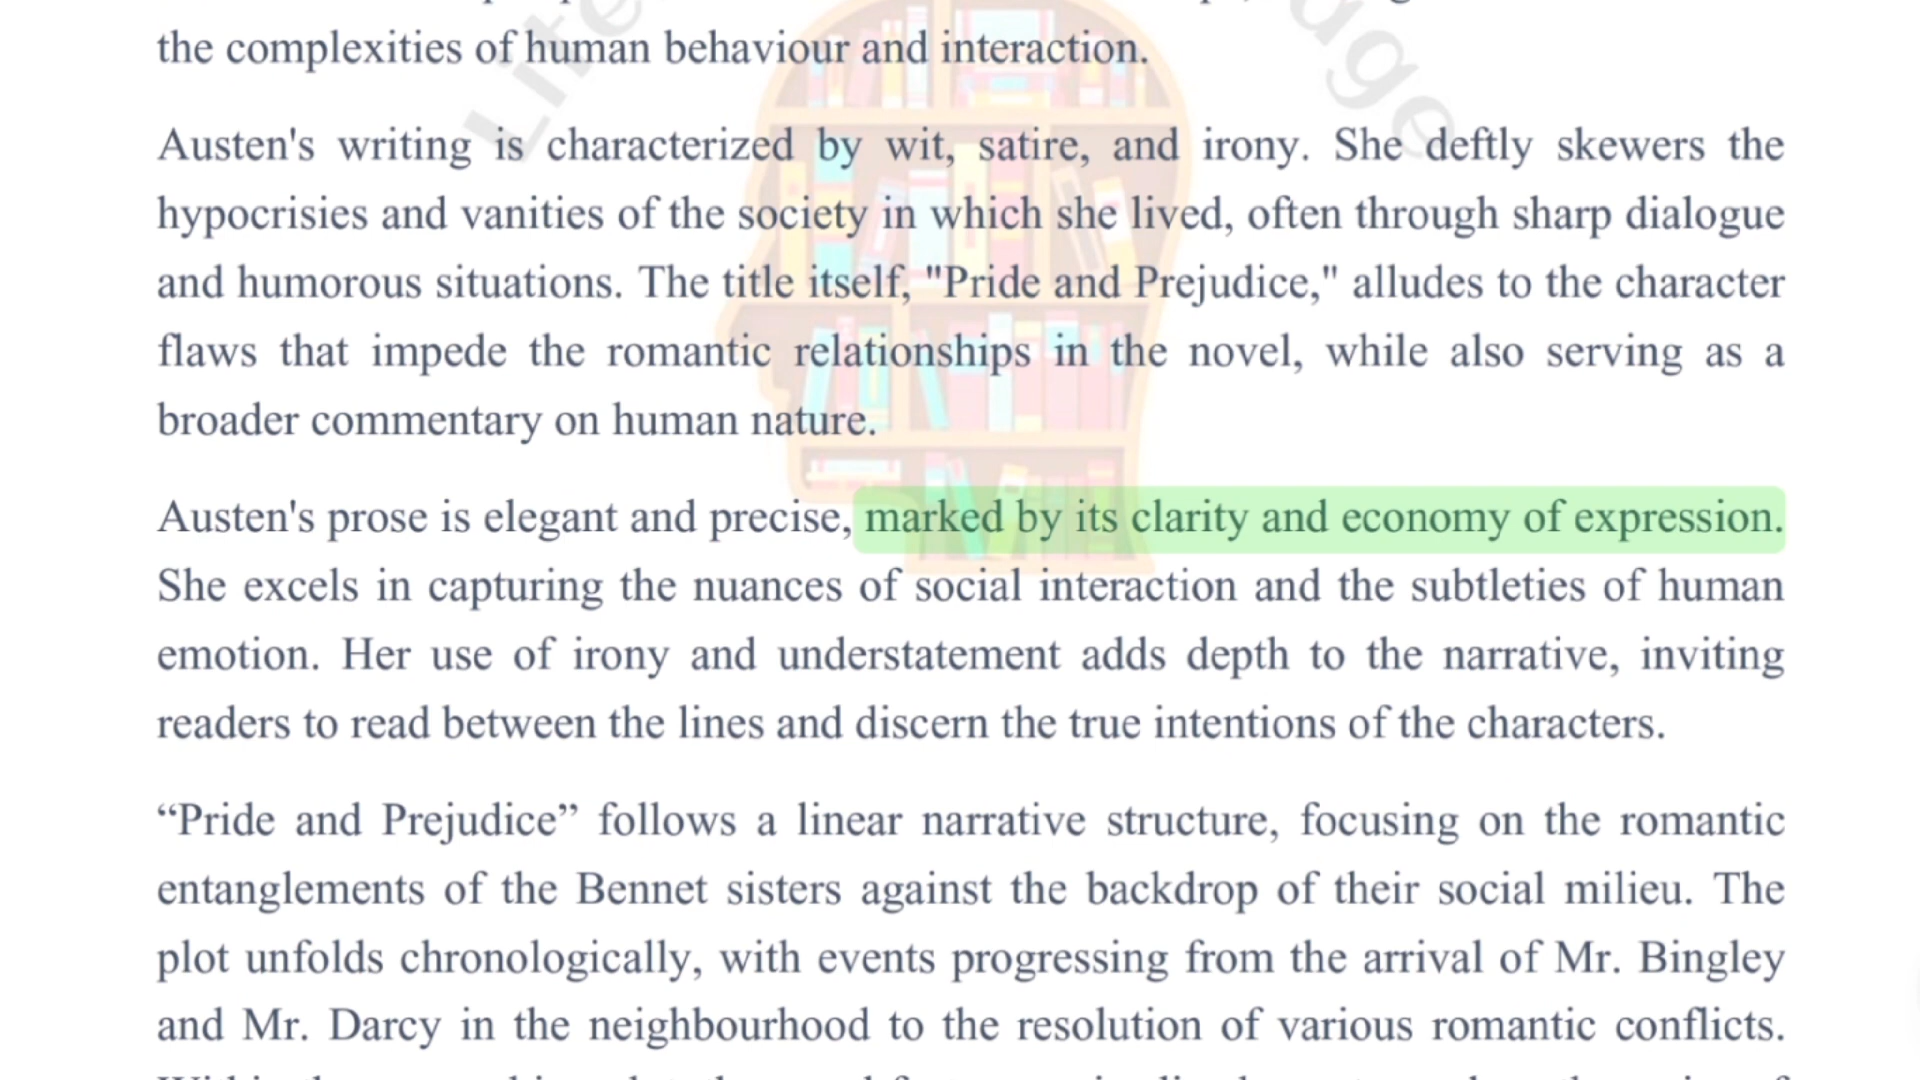 the complexities of human behaviour and interaction.
Austen's writing is characterized by wit, satire, and irony. She deftly skewers the
hypocrisies and vanities of the society in which she lived, often through sharp dialogue
and humorous situations. The title itself, "Pride and Prejudice," alludes to the character
flaws that impede the romantic relationships in the novel, while also serving as a
broader commentary on human nature.
Austen's prose is elegant and precise, marked by its clarity and economy of expression.
She excels in capturing the nuances of social interaction and the subtleties of human
emotion. Her use of irony and understatement adds depth to the narrative, inviting
readers to read between the lines and discern the true intentions of the characters.
“Pride and Prejudice” follows a linear narrative structure, focusing on the romantic
entanglements of the Bennet sisters against the backdrop of their social milieu. The
plot unfolds chronologically, with events progressing from the arrival of Mr. Bingley
and Mr. Darcy in the neighbourhood to the resolution of various romantic conflicts.